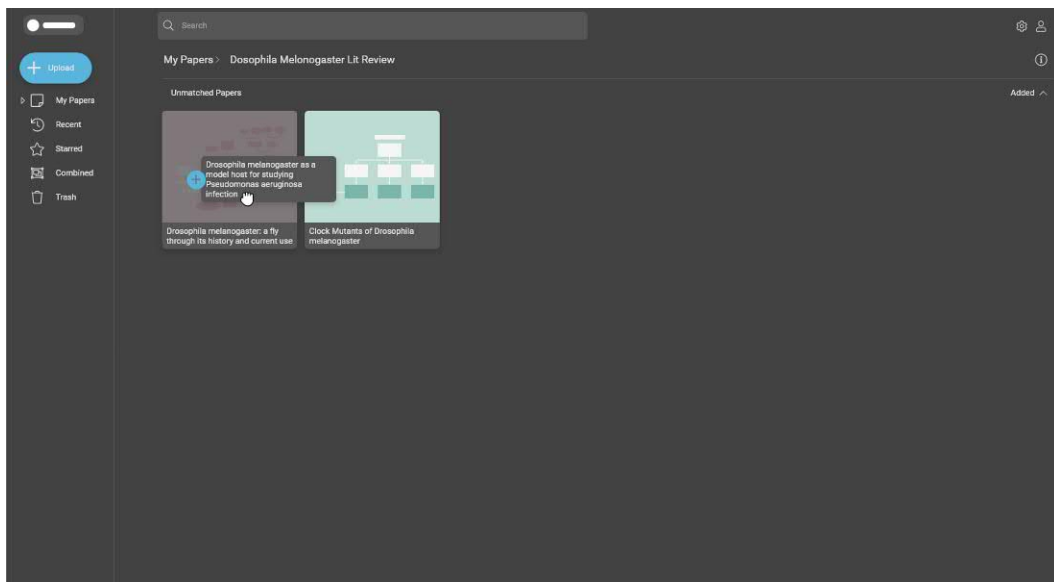 Search
My Papers > Dosophila Melonogaster Lit Review
Upload
Unmatched Papers
Added
My Papers
Recent
Starred
Combined
Trash
Drosophila melanogaster as a
model host for studying
Pseudomonas aeruginosa
infection
Drosophila melanogaster: a fly
through its history and current use
Clock Mutants of Drosophila
melanogaster